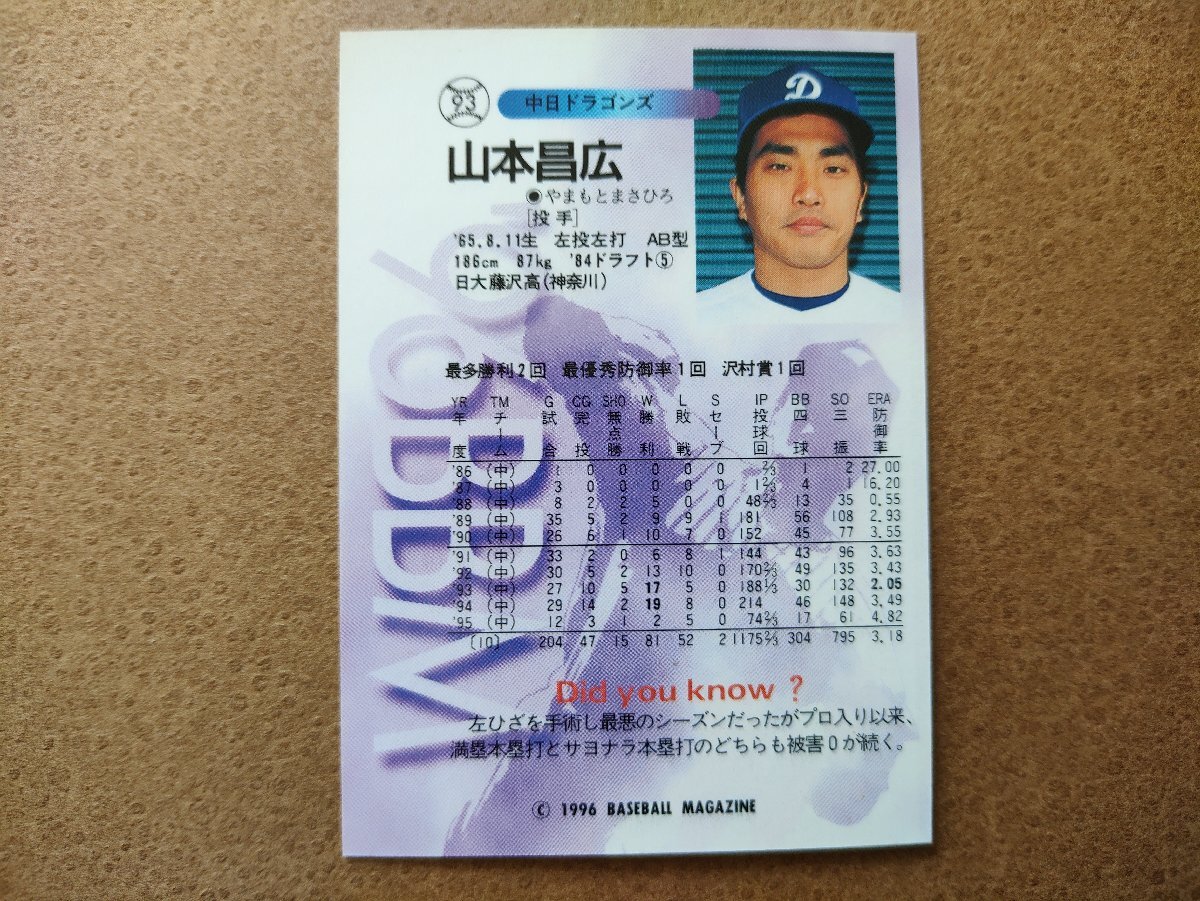 93 中日ドラゴンズ
山本昌広
●やまもとまさひろ
[投手]
'65.8.11生 左投左打 AB型
186cm 87kg '84ドラフト⑤
日大藤沢高(神奈川)
最多勝利2回 最優秀防御率1回 沢村賞1回
YR TM G CG SHO W L S IP BB SO ERA
年度 チーム 試合 完投 無点勝 勝利 敗戦 セーブ 投球回 四球 三振 防御率
'86 (中) 1 0 0 0 0 0 ⅔ 1 2 27.00
'87 (中) 3 0 0 0 0 0 1⅔ 4 1 16.20
'88 (中) 8 2 2 5 0 0 48⅔ 13 35 0.55
'89 (中) 35 5 2 9 9 1 181 56 108 2.93
'90 (中) 26 6 1 10 7 0 152 45 77 3.55
'91 (中) 33 2 0 6 8 1 144 43 96 3.63
'92 (中) 30 5 2 13 10 0 170⅔ 49 135 3.43
'93 (中) 27 10 5 17 5 0 188⅓ 30 132 2.05
'94 (中) 29 14 2 19 8 0 214 46 148 3.49
'95 (中) 12 3 1 2 5 0 74⅔ 17 61 4.82
[10] 204 47 15 81 52 2 1175⅔ 304 795 3.18
Did you know ?
左ひざを手術し最悪のシーズンだったがプロ入り以来、
満塁本塁打とサヨナラ本塁打のどちらも被害0が続く。
© 1996 BASEBALL MAGAZINE
'96 BBM
D